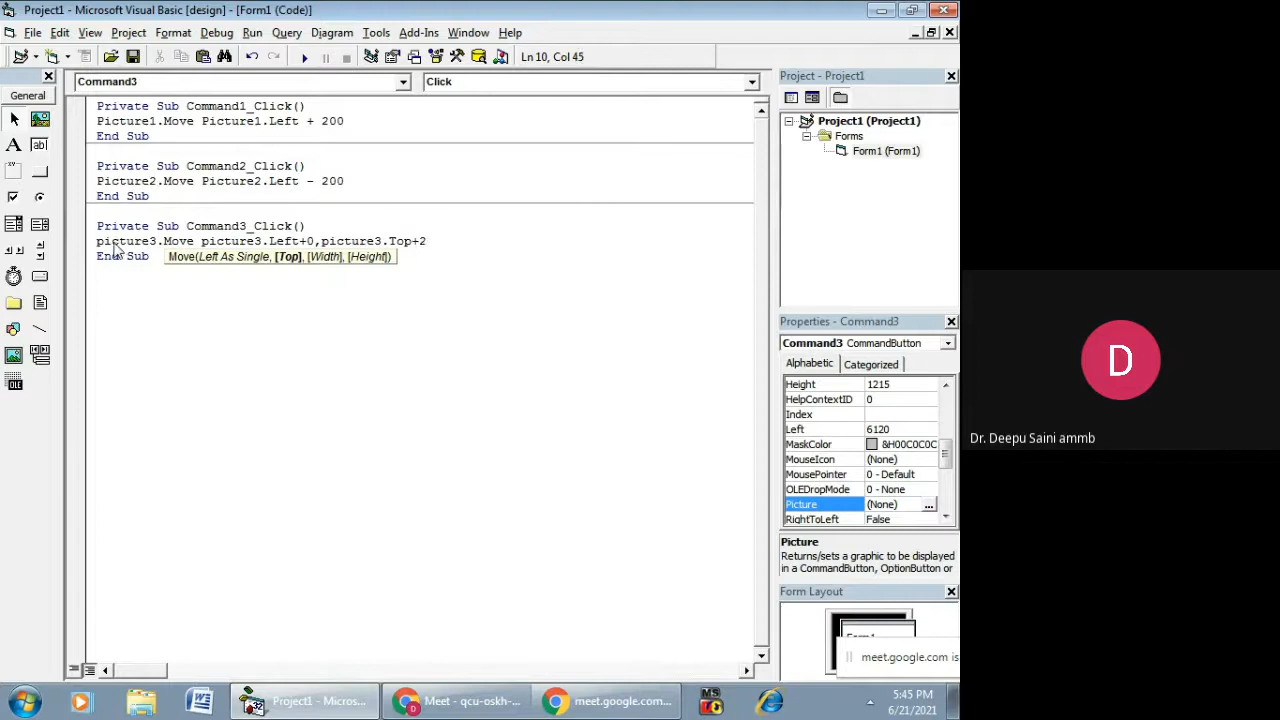 Project1 - Microsoft Visual Basic [design] - [Form1 (Code)]
File Edit View Project Format Debug Run Query Diagram Tools Add-Ins Window Help
Ln 10, Col 45
General
Command3
Click
Private Sub Command1_Click()
Picture1.Move Picture1.Left + 200
End Sub
Private Sub Command2_Click()
Picture2.Move Picture2.Left - 200
End Sub
Private Sub Command3_Click()
picture3.Move picture3.Left+0,picture3.Top+2
End Sub
Move(Left As Single, [Top], [Width], [Height])
Project - Project1
Project1 (Project1)
Forms
Form1 (Form1)
Properties - Command3
Command3 CommandButton
Alphabetic Categorized
Height 1215
HelpContextID 0
Index
Left 6120
MaskColor &H00C0C0C
MouseIcon (None)
MousePointer 0 - Default
OLEDropMode 0 - None
Picture (None) ...
RightToLeft False
Picture
Returns/sets a graphic to be displayed
in a CommandButton, OptionButton or
Form Layout
Form1
meet.google.com is
Project1 - Micros...
Meet - qcu-oskh-...
meet.google.com...
5:45 PM
6/21/2021
D
Dr. Deepu Saini ammb